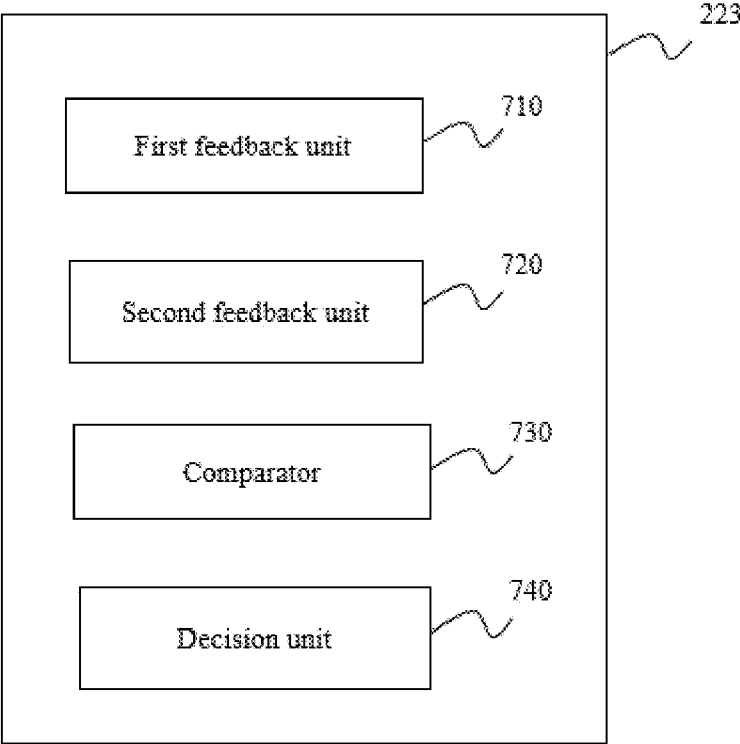 223
710
First feedback unit
720
Second feedback unit
730
Comparator
740
Decision unit